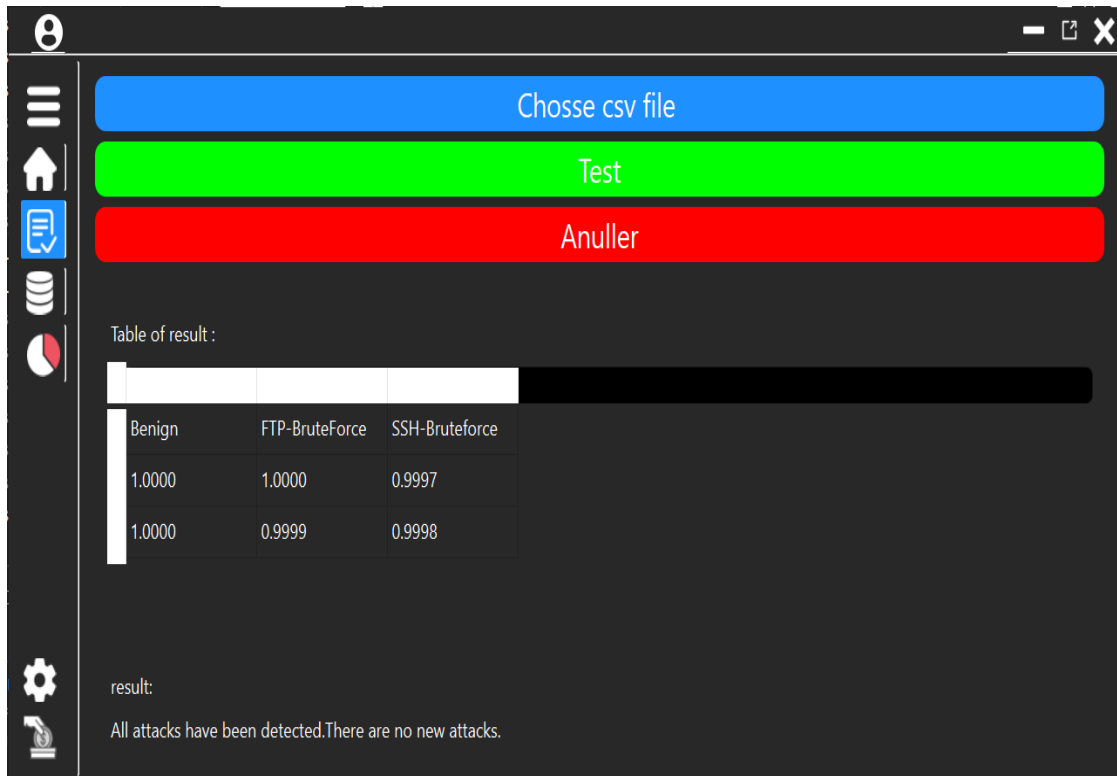 Chosse csv file
Test
Anuller
Table of result :
Benign FTP-BruteForce SSH-Bruteforce
1.0000 1.0000 0.9997
1.0000 0.9999 0.9998
result:
All attacks have been detected.There are no new attacks.